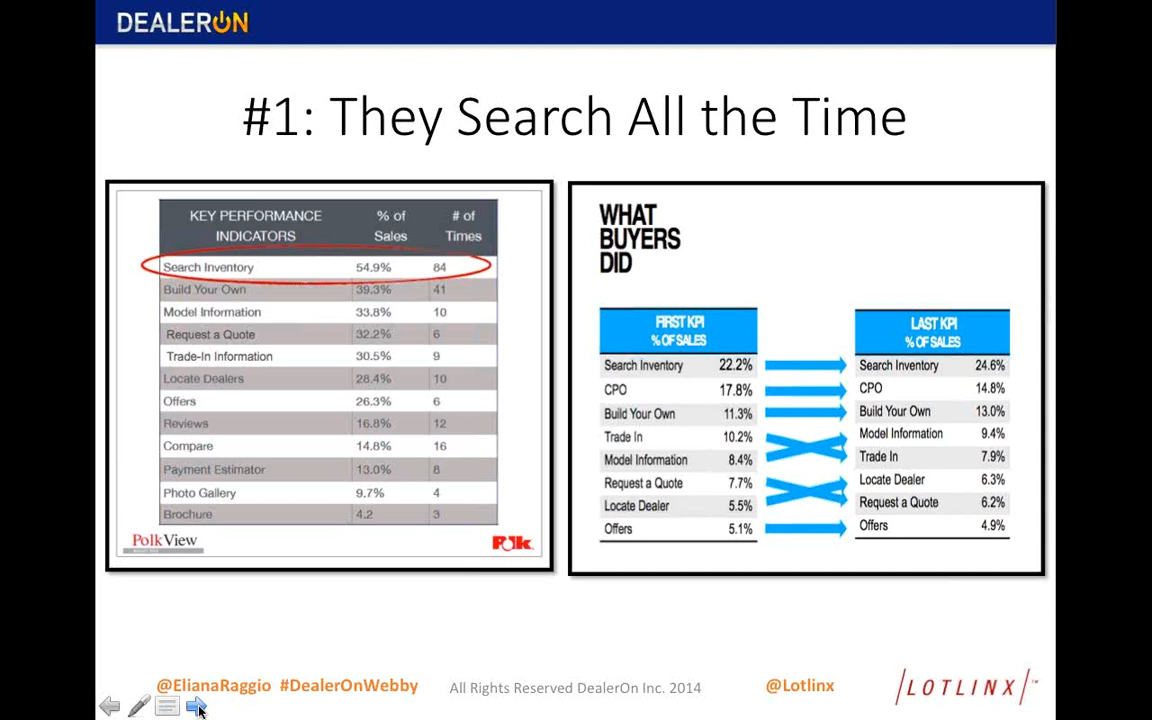 DEALERON
#1: They Search All the Time
KEY PERFORMANCE INDICATORS % of Sales # of Times
Search Inventory 54.9% 84
Build Your Own 39.3% 41
Model Information 33.8% 10
Request a Quote 32.2% 6
Trade-In Information 30.5% 9
Locate Dealers 28.4% 10
Offers 26.3% 6
Reviews 16.8% 12
Compare 14.8% 16
Payment Estimator 13.0% 8
Photo Gallery 9.7% 4
Brochure 4.2 3
PolkView
Polk
WHAT
BUYERS
DID
FIRST KPI
% OF SALES
Search Inventory 22.2%
CPO 17.8%
Build Your Own 11.3%
Trade In 10.2%
Model Information 8.4%
Request a Quote 7.7%
Locate Dealer 5.5%
Offers 5.1%
LAST KPI
% OF SALES
Search Inventory 24.6%
CPO 14.8%
Build Your Own 13.0%
Model Information 9.4%
Trade In 7.9%
Locate Dealer 6.3%
Request a Quote 6.2%
Offers 4.9%
@ElianaRaggio #DealerOnWebby
All Rights Reserved DealerOn Inc. 2014
@Lotlinx
LOTLINX™